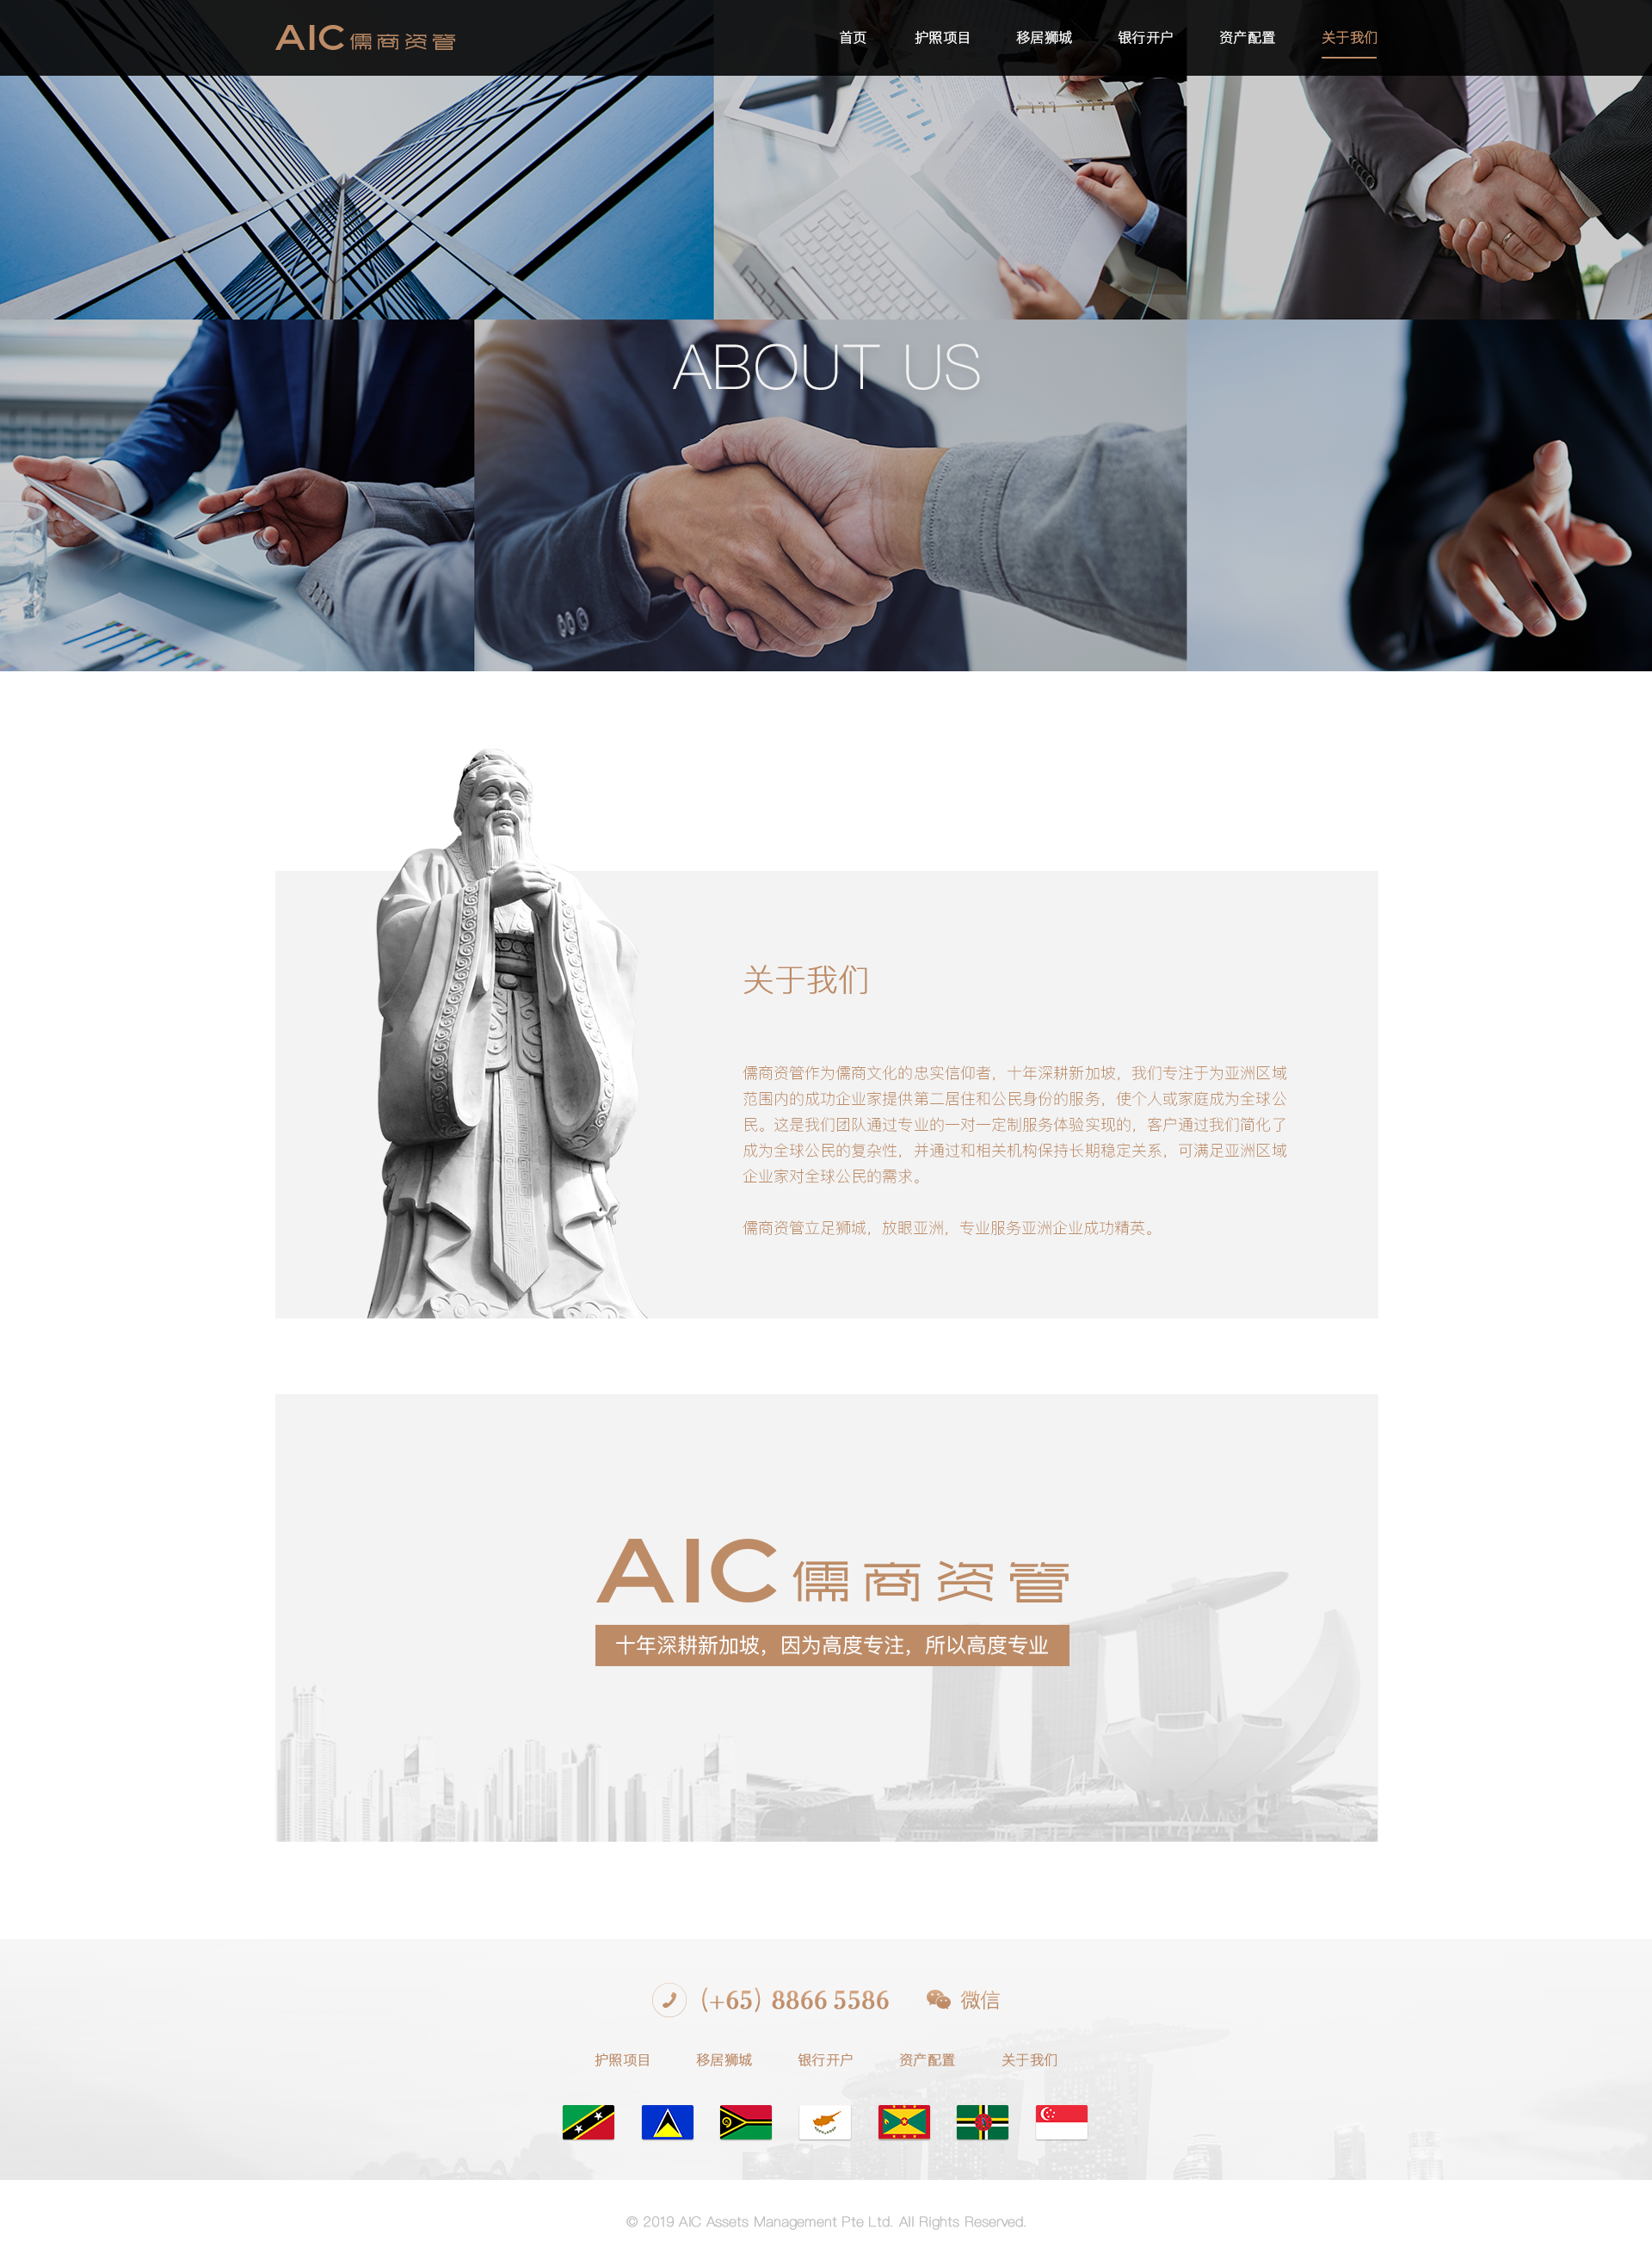 AIC 儒商资管
首页 护照项目 移居狮城 银行开户 资产配置 关于我们
ABOUT US
关于我们
儒商资管作为儒商文化的忠实信仰者，十年深耕新加坡，我们专注于为亚洲区域
范围内的成功企业家提供第二居住和公民身份的服务，使个人或家庭成为全球公
民。这是我们团队通过专业的一对一定制服务体验实现的，客户通过我们简化了
成为全球公民的复杂性，并通过和相关机构保持长期稳定关系，可满足亚洲区域
企业家对全球公民的需求。
儒商资管立足狮城，放眼亚洲，专业服务亚洲企业成功精英。
AIC 儒商资管
十年深耕新加坡，因为高度专注，所以高度专业
(+65) 8866 5586 微信
护照项目 移居狮城 银行开户 资产配置 关于我们
© 2019 AIC Assets Management Pte Ltd. All Rights Reserved.